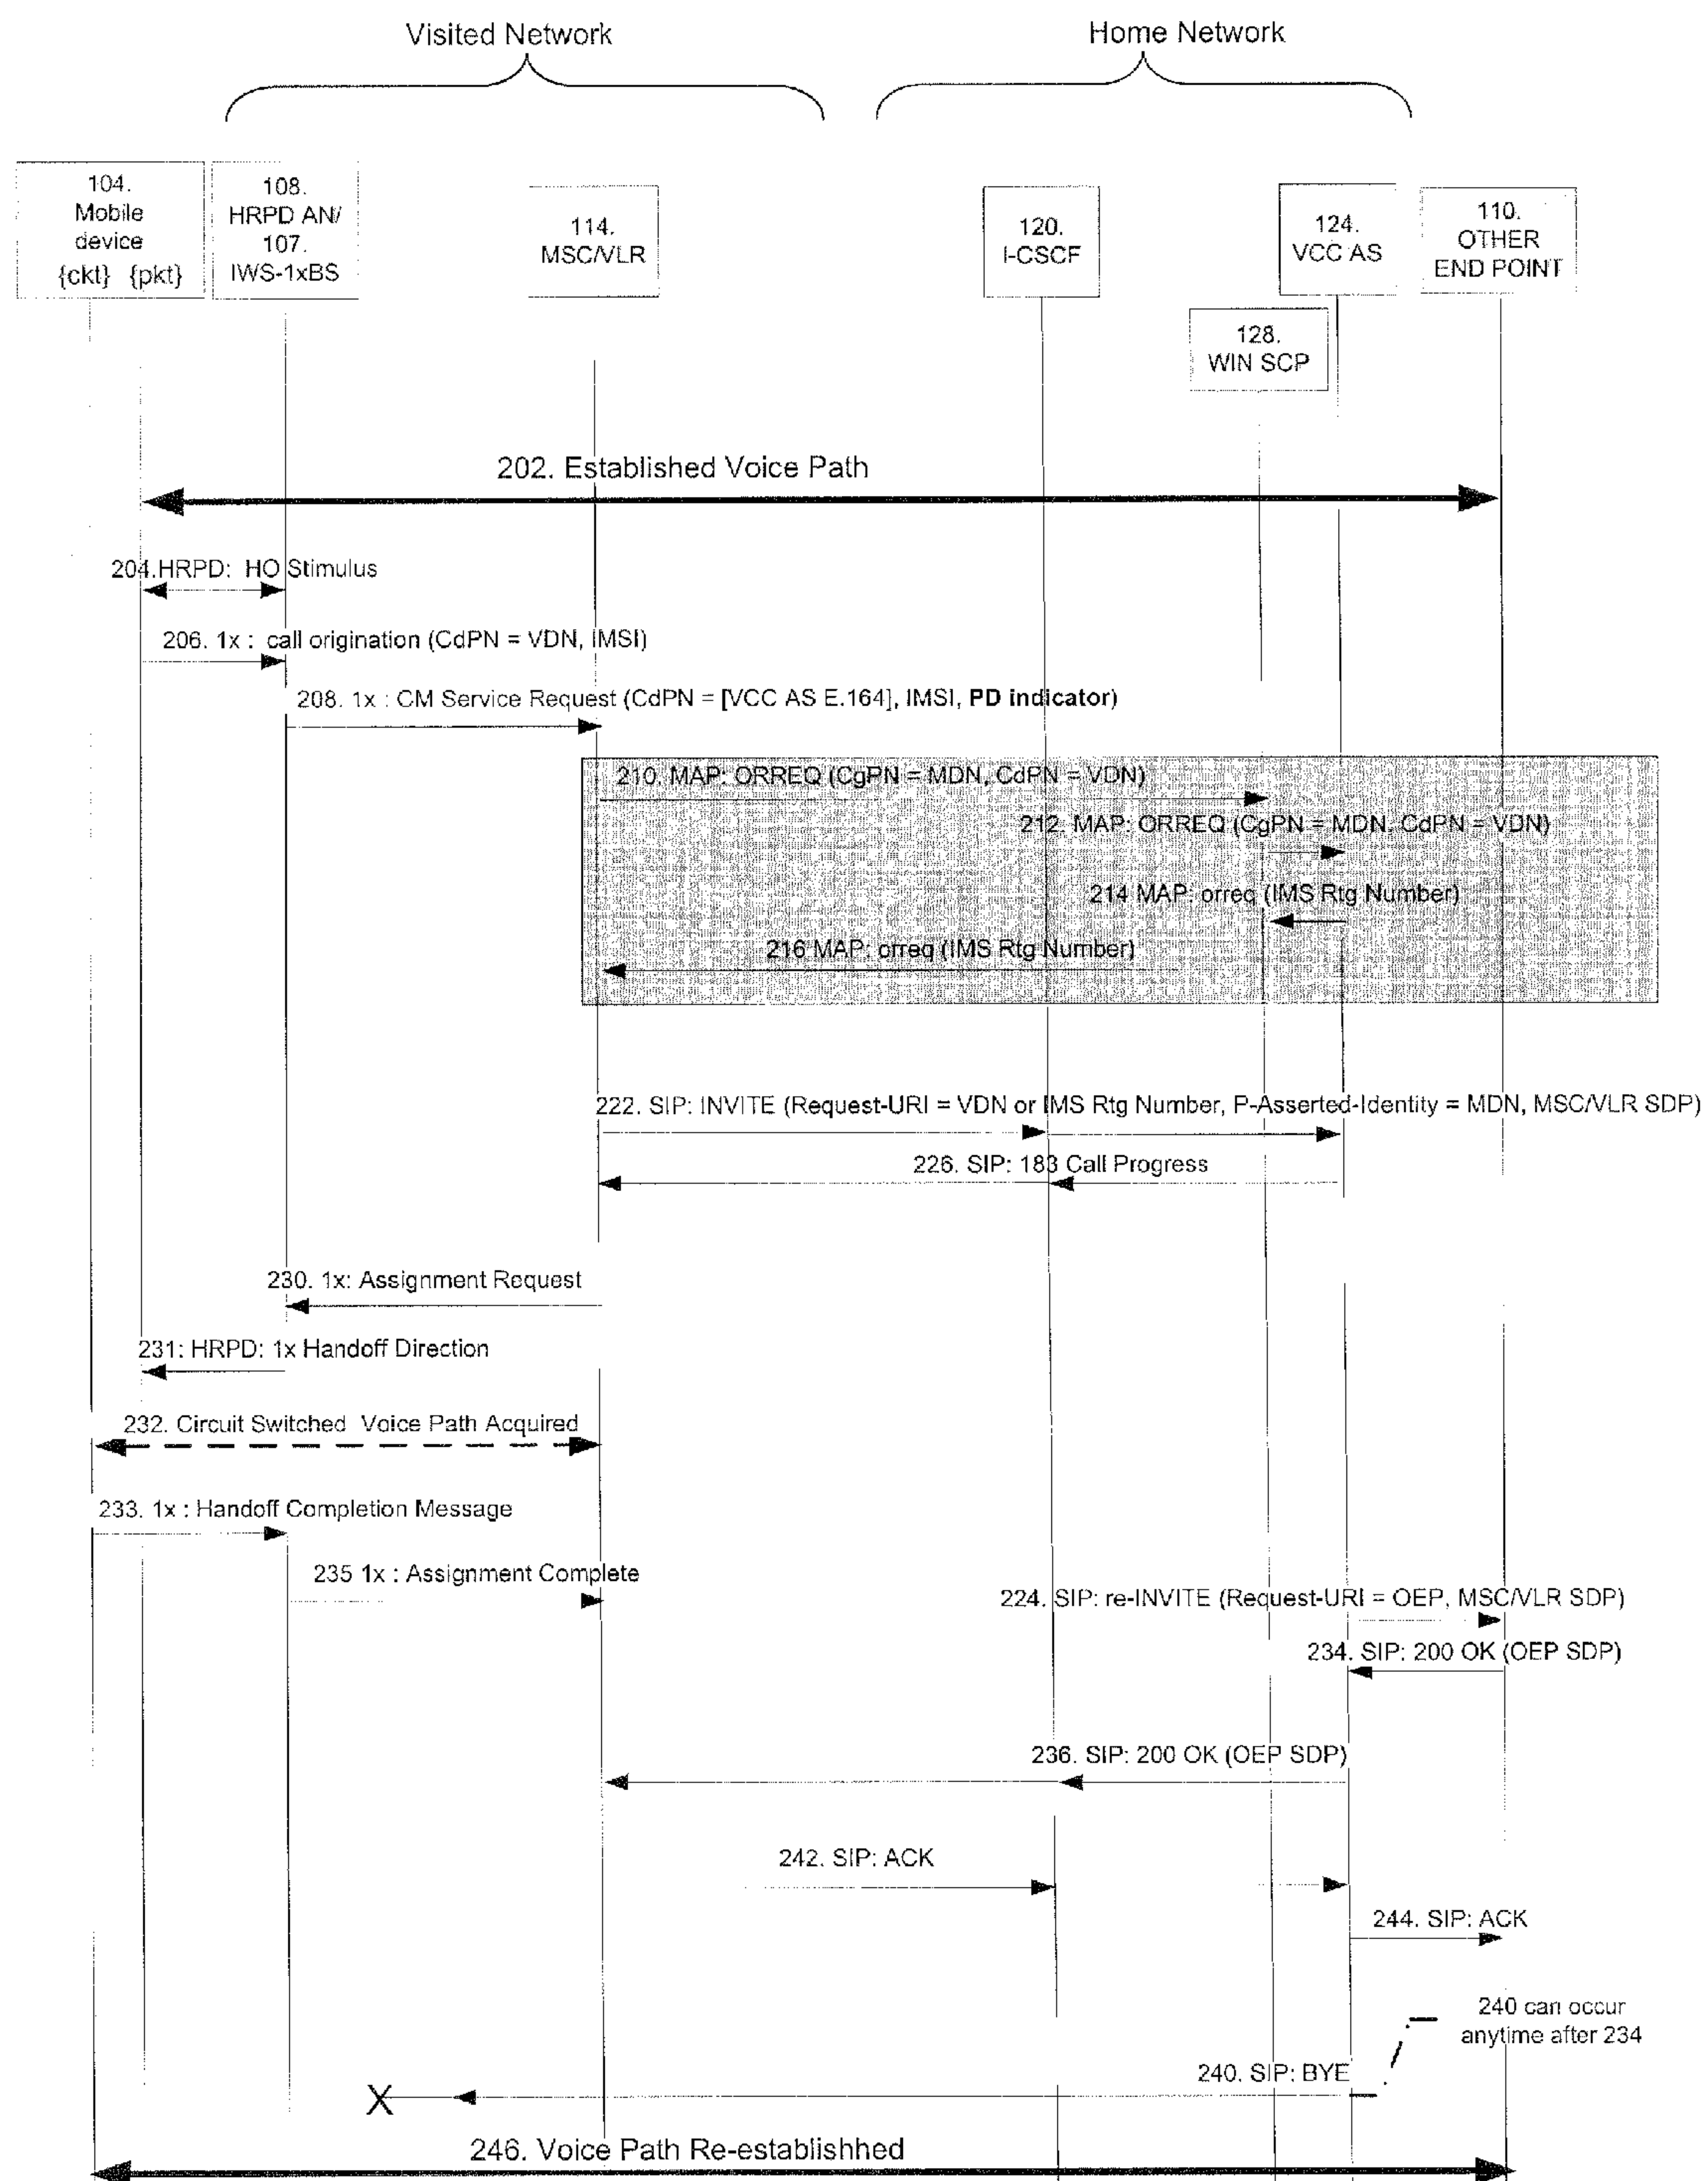 Visited Network
Home Network
104.
Mobile
device
{ckt} {pkt}
108.
HRPD AN/
107.
IWS-1xBS
114.
MSC/VLR
120.
I-CSCF
124.
VCC AS
110.
OTHER
END POINT
128.
WIN SCP
202. Established Voice Path
204.HRPD: HO Stimulus
206. 1x : call origination (CdPN = VDN, IMSI)
208. 1x : CM Service Request (CdPN = [VCC AS E.164], IMSI, PD indicator)
210. MAP: ORREQ (CgPN = MDN, CdPN = VDN)
212. MAP: ORREQ (CgPN = MDN, CdPN = VDN)
214 MAP: orreq (IMS Rtg Number)
216 MAP: orreq (IMS Rtg Number)
222. SIP: INVITE (Request-URI = VDN or IMS Rtg Number, P-Asserted-Identity = MDN, MSC/VLR SDP)
226. SIP: 183 Call Progress
230. 1x: Assignment Request
231: HRPD: 1x Handoff Direction
232. Circuit Switched Voice Path Acquired
233. 1x : Handoff Completion Message
235 1x : Assignment Complete
224. SIP: re-INVITE (Request-URI = OEP, MSC/VLR SDP)
234. SIP: 200 OK (OEP SDP)
236. SIP: 200 OK (OEP SDP)
242. SIP: ACK
244. SIP: ACK
240 can occur
anytime after 234
240. SIP: BYE
X
246. Voice Path Re-establishhed